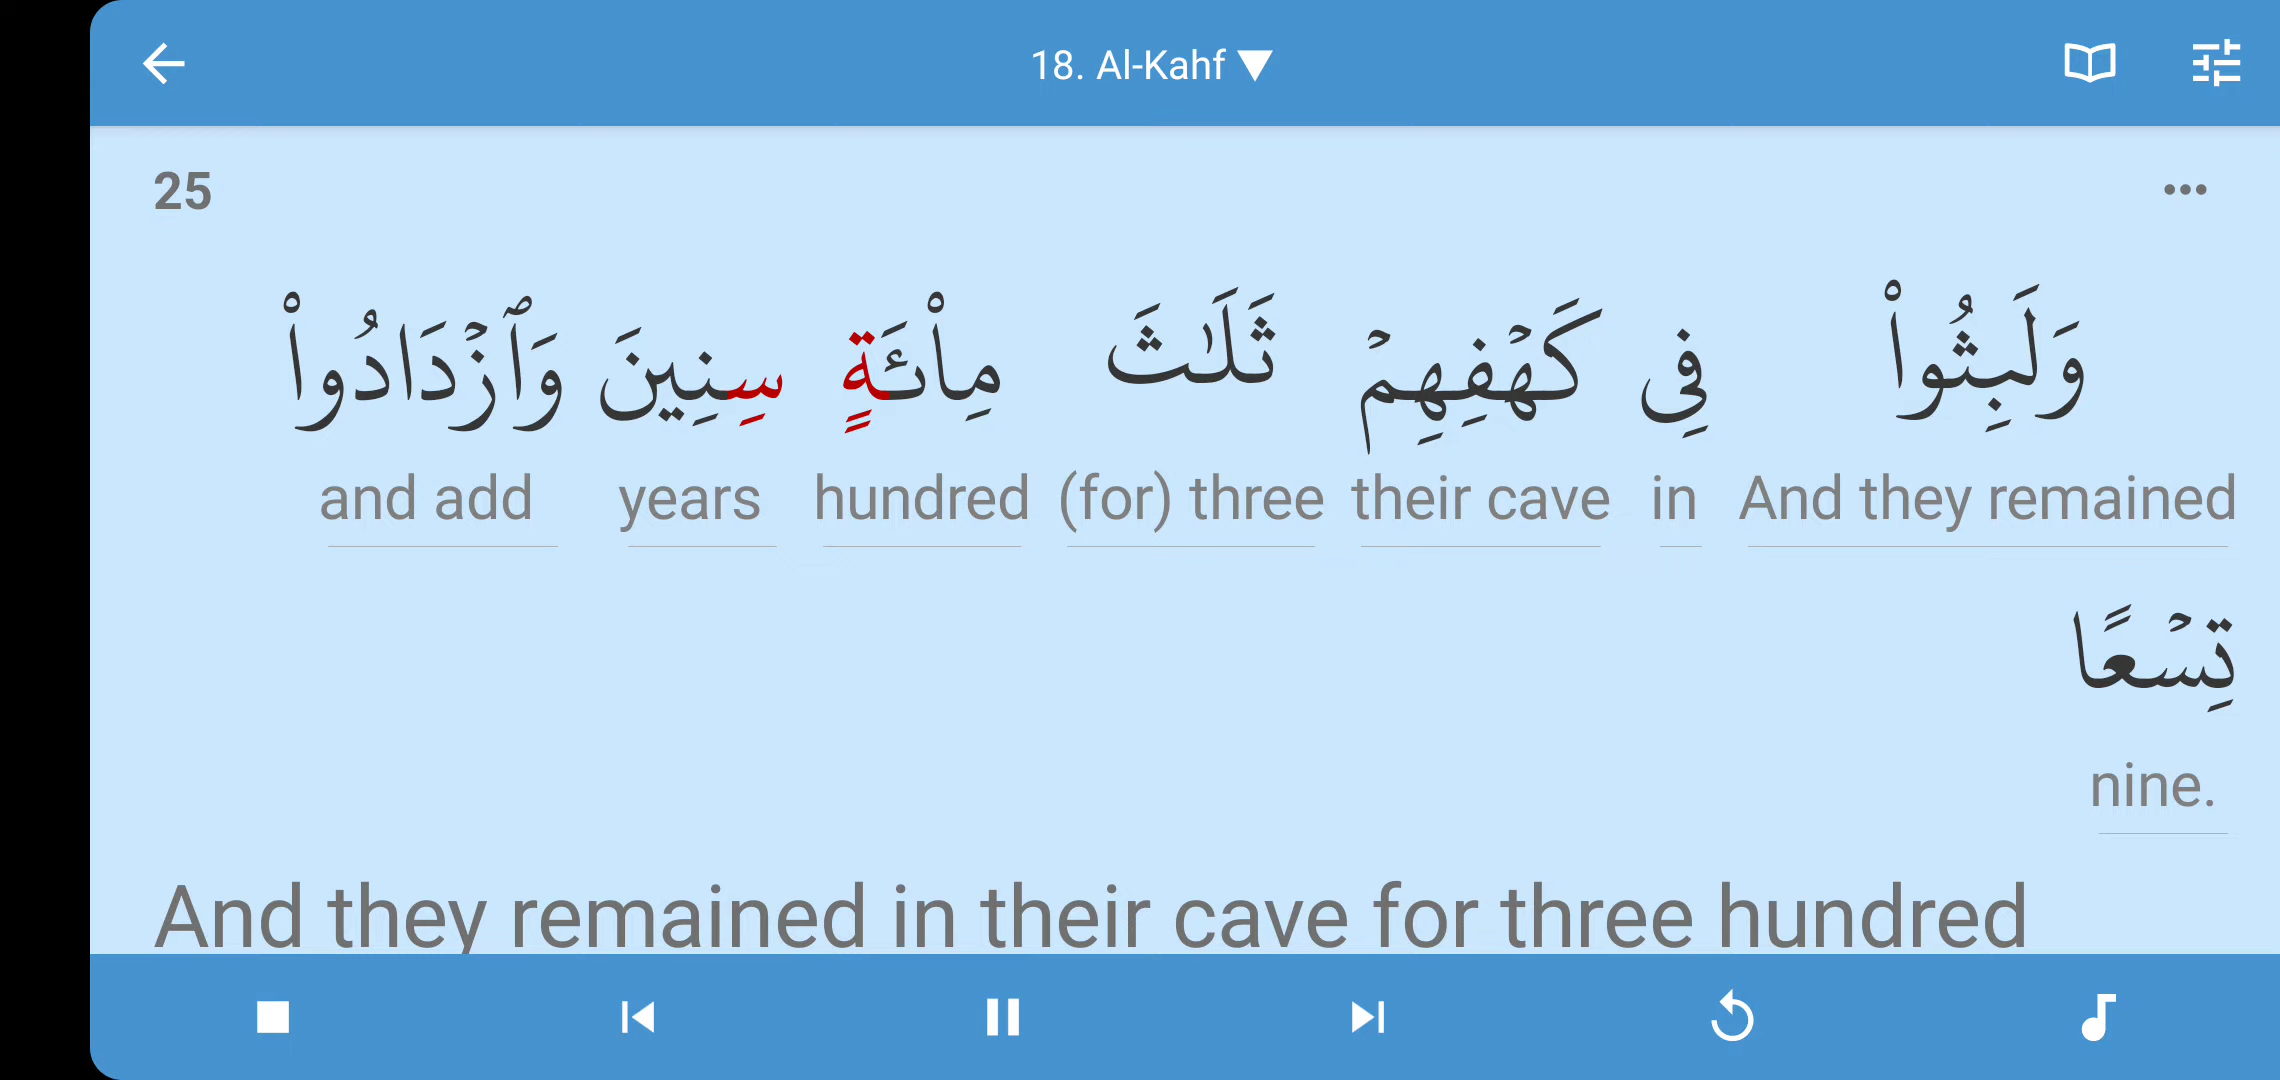 18. Al-Kahf ▼
25
وَلَبِثُوا۟ فِى كَهْفِهِمْ ثَلَـٰثَ مِا۟ئَةٍ سِنِينَ وَٱزْدَادُوا۟
And they remained in their cave (for) three hundred years and add
تِسْعًا
nine.
And they remained in their cave for three hundred